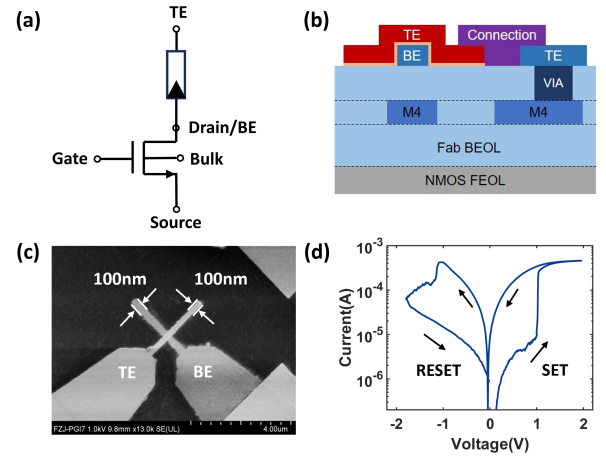 (a)
TE
Drain/BE
Gate
Bulk
Source
(b)
TE
Connection
BE
TE
VIA
M4
M4
Fab BEOL
NMOS FEOL
(c)
100nm
100nm
TE
BE
FZJ-PGI7 1.0kV 9.8mm x13.0k SE(UL)
4.00um
(d)
10⁻³
10⁻⁴
10⁻⁵
10⁻⁶
Current(A)
RESET
SET
-2
-1
0
1
2
Voltage(V)